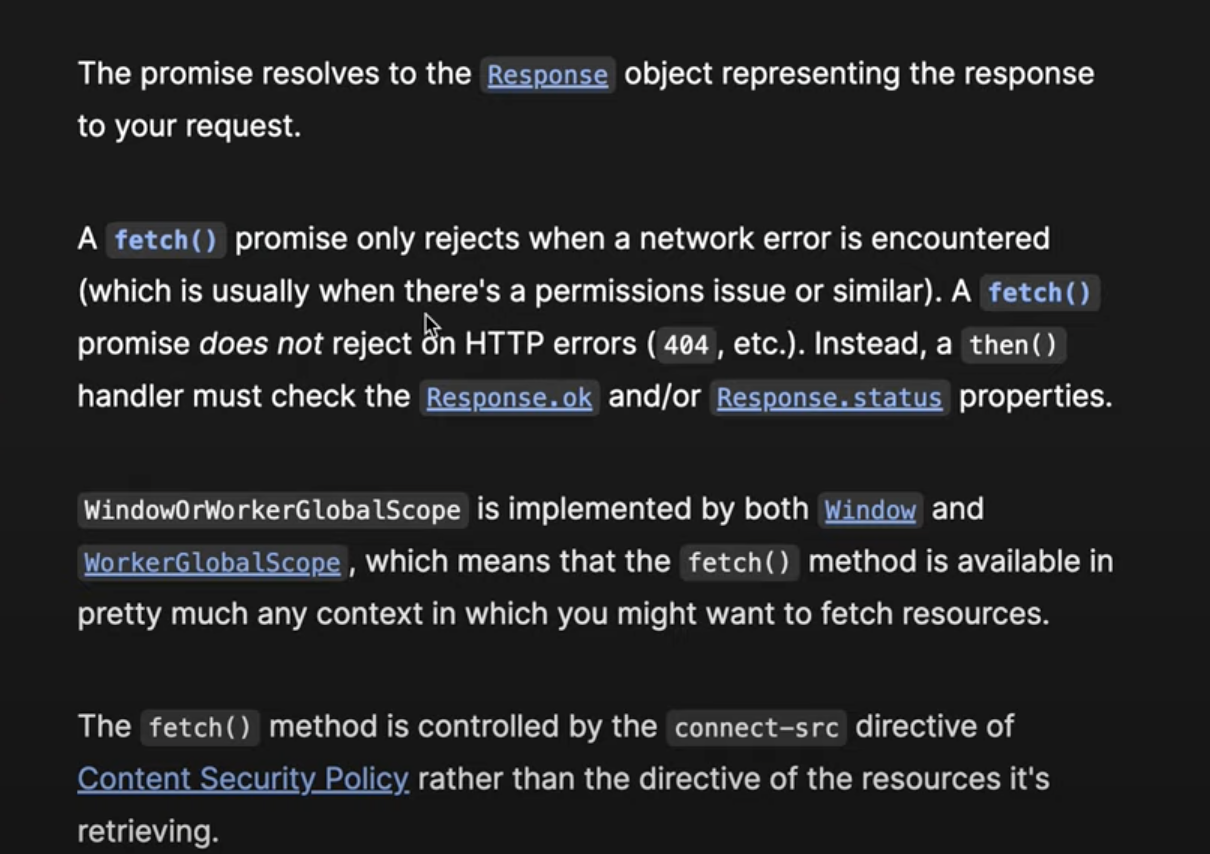 The promise resolves to the Response object representing the response
to your request.
A fetch() promise only rejects when a network error is encountered
(which is usually when there's a permissions issue or similar). A fetch()
promise does not reject on HTTP errors (404, etc.). Instead, a then()
handler must check the Response.ok and/or Response.status properties.
WindowOrWorkerGlobalScope is implemented by both Window and
WorkerGlobalScope, which means that the fetch() method is available in
pretty much any context in which you might want to fetch resources.
The fetch() method is controlled by the connect-src directive of
Content Security Policy rather than the directive of the resources it's
retrieving.